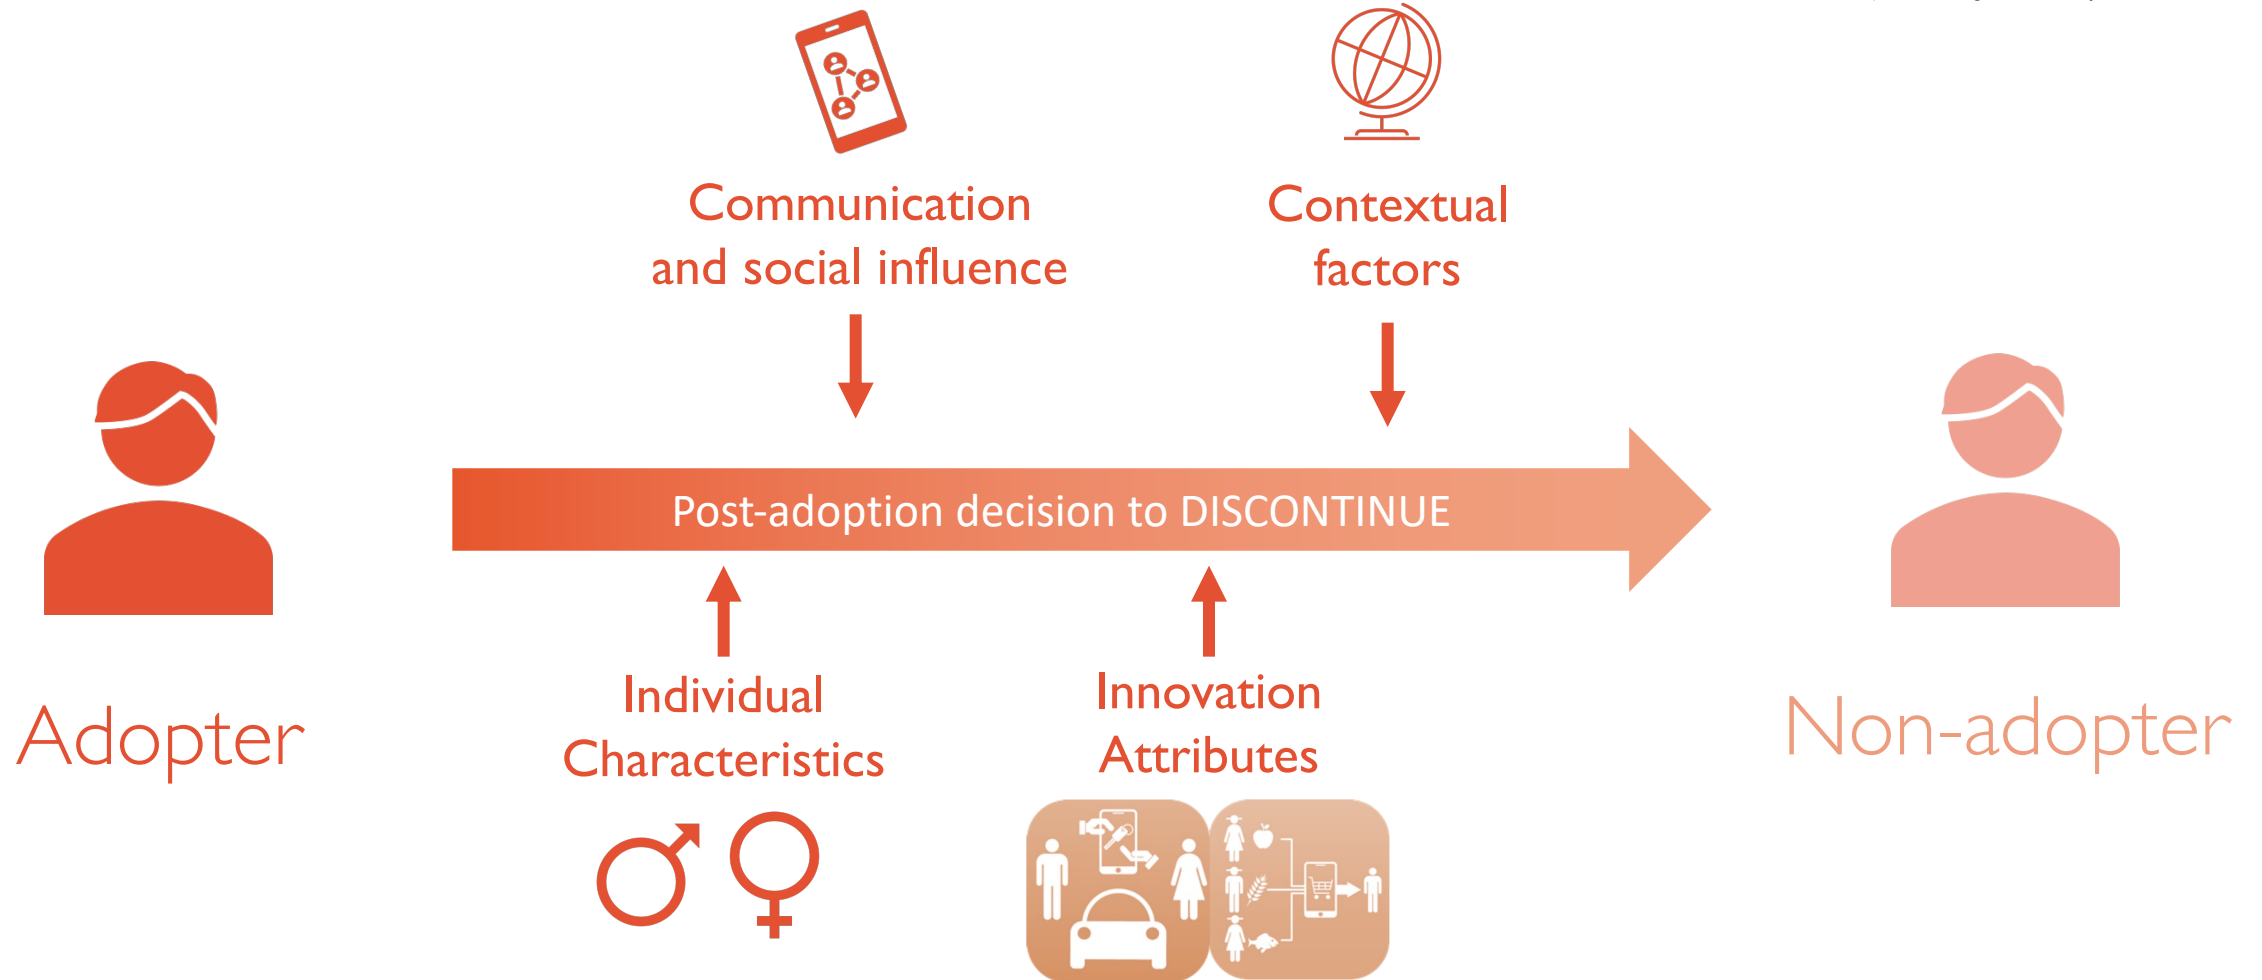 Communication
and social influence
Contextual
factors
Post-adoption decision to DISCONTINUE
Adopter
Individual
Characteristics
Innovation
Attributes
Non-adopter